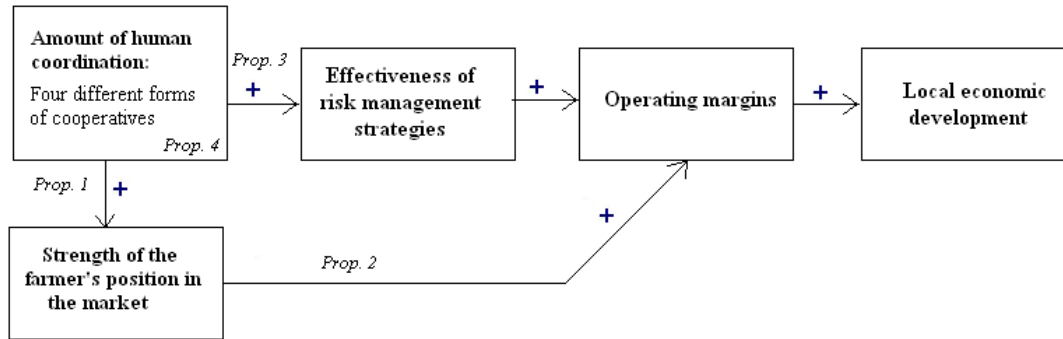 Amount of human
coordination:
Four different forms
of cooperatives
Prop. 4
Prop. 3
+
Effectiveness of
risk management
strategies
+
Operating margins
+
Local economic
development
Prop. 1
+
Strength of the
farmer's position in
the market
Prop. 2
+